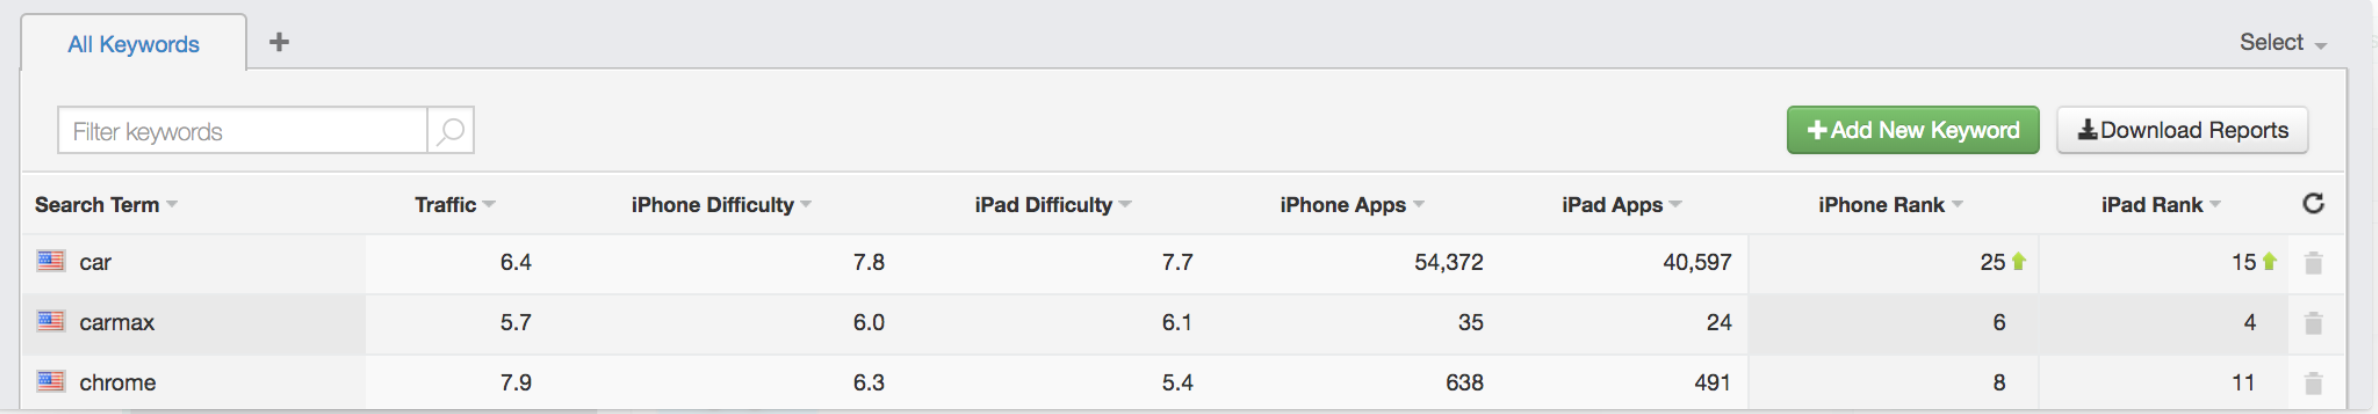 All Keywords +
Select
Filter keywords
+Add New Keyword Download Reports
Search Term Traffic iPhone Difficulty iPad Difficulty iPhone Apps iPad Apps iPhone Rank iPad Rank
car 6.4 7.8 7.7 54,372 40,597 25 15
carmax 5.7 6.0 6.1 35 24 6 4
chrome 7.9 6.3 5.4 638 491 8 11